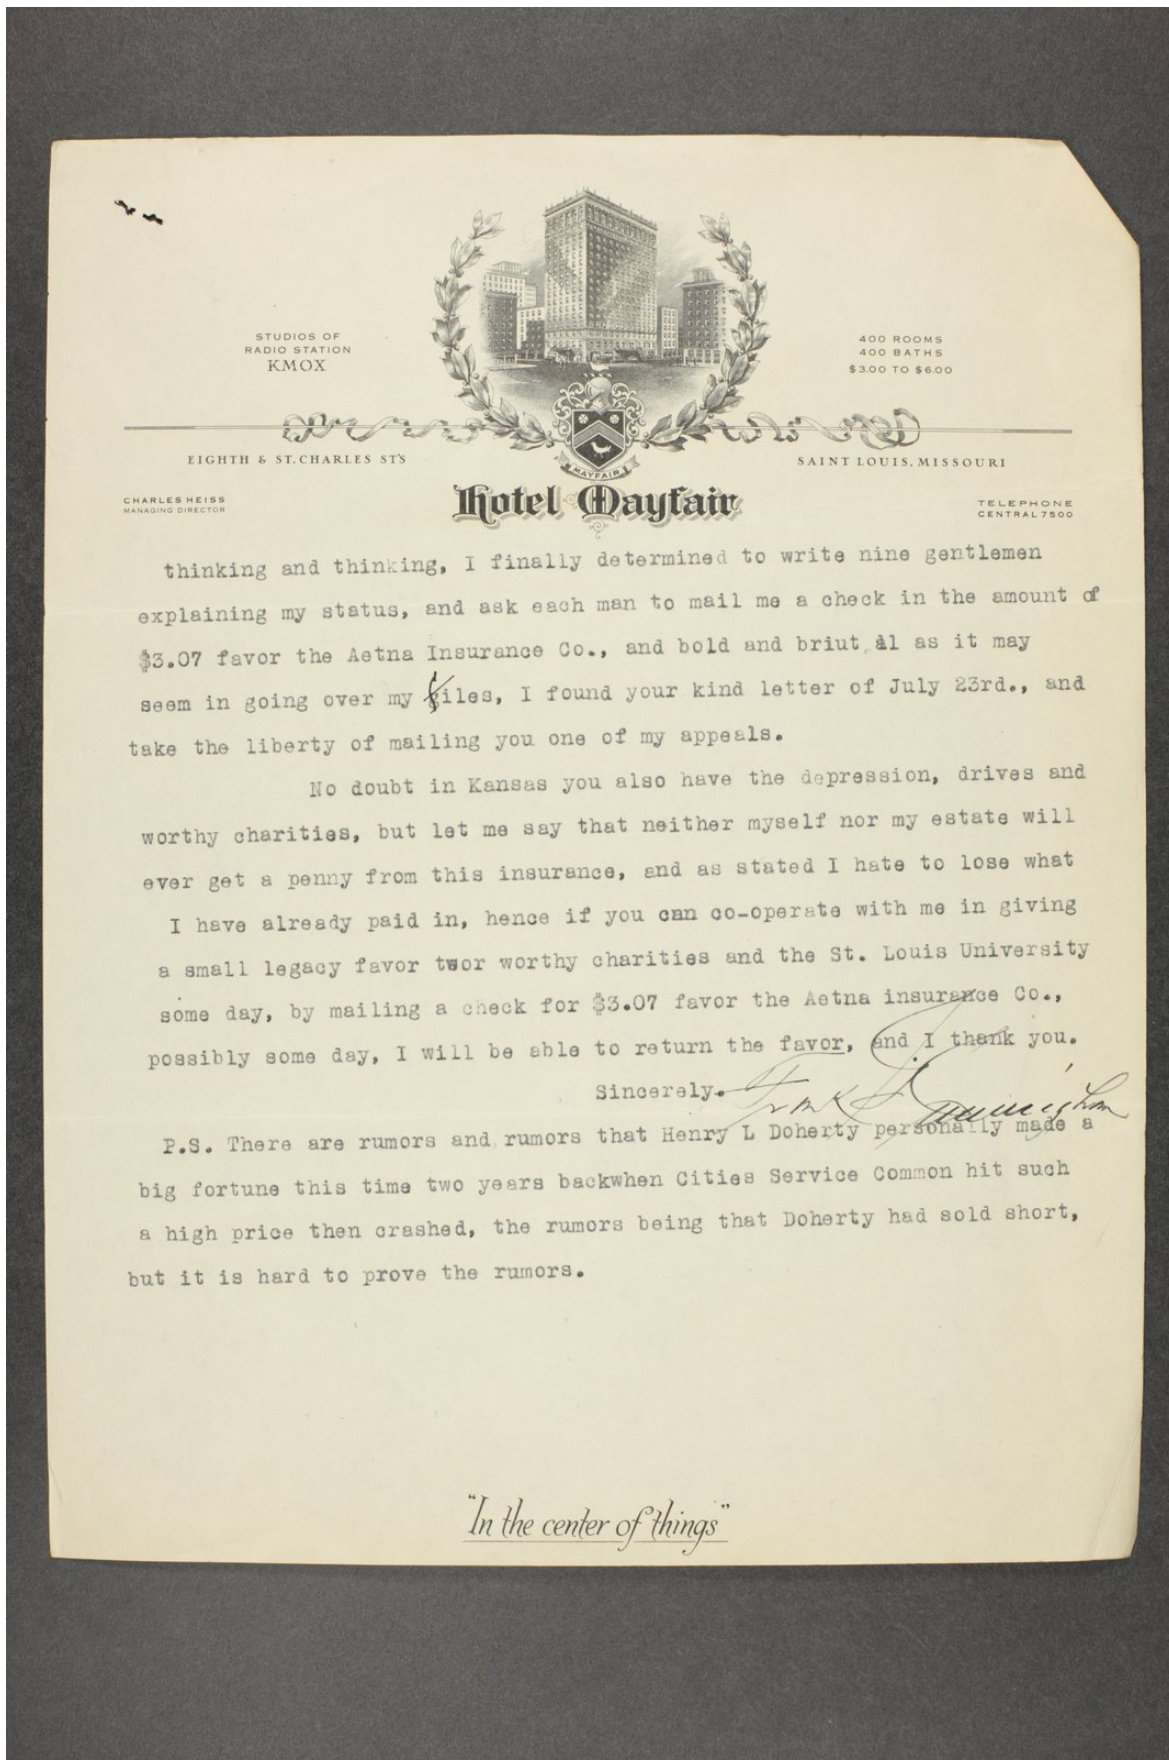 STUDIOS OF
RADIO STATION
KMOX
400 ROOMS
400 BATHS
$3.00 TO $6.00
EIGHTH & ST. CHARLES ST'S
MAYFAIR
SAINT LOUIS, MISSOURI
CHARLES HEISS
MANAGING DIRECTOR
Hotel Mayfair
TELEPHONE
CENTRAL 7500
thinking and thinking, I finally determined to write nine gentlemen
explaining my status, and ask each man to mail me a check in the amount of
$3.07 favor the Aetna Insurance Co., and bold and briut al as it may
seem in going over my files, I found your kind letter of July 23rd., and
take the liberty of mailing you one of my appeals.
No doubt in Kansas you also have the depression, drives and
worthy charities, but let me say that neither myself nor my estate will
ever get a penny from this insurance, and as stated I hate to lose what
I have already paid in, hence if you can co-operate with me in giving
a small legacy favor twor worthy charities and the St. Louis University
some day, by mailing a check for $3.07 favor the Aetna insurance Co.,
possibly some day, I will be able to return the favor, and I thank you.
Sincerely. Frank J
P.S. There are rumors and rumors that Henry L Doherty personally made a
big fortune this time two years backwhen Cities Service Common hit such
a high price then crashed, the rumors being that Doherty had sold short,
but it is hard to prove the rumors.
"In the center of things"